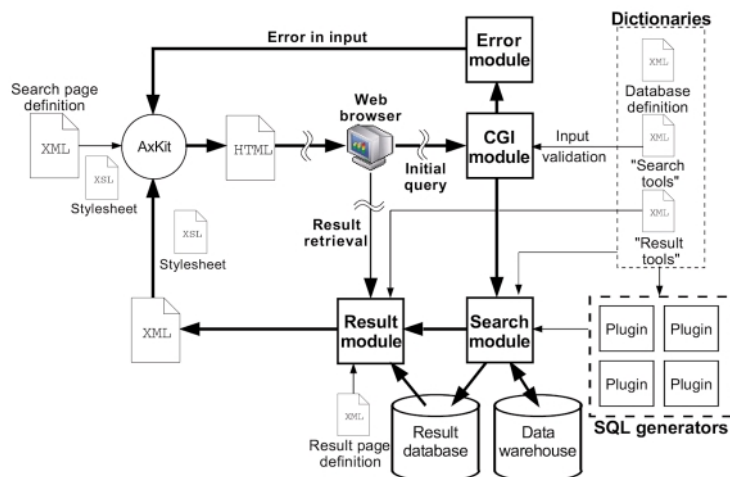 Dictionaries
Error in input
Error
module
XML
Database
definition
Search page
definition
XML
AxKit
HTML
Web
browser
CGI
module
Input
validation
XML
"Search
tools"
XSL
Stylesheet
Initial
query
Result
retrieval
XML
"Result
tools"
XSL
Stylesheet
XML
Result
module
Search
module
Plugin
Plugin
Plugin
Plugin
SQL generators
XML
Result page
definition
Result
database
Data
warehouse